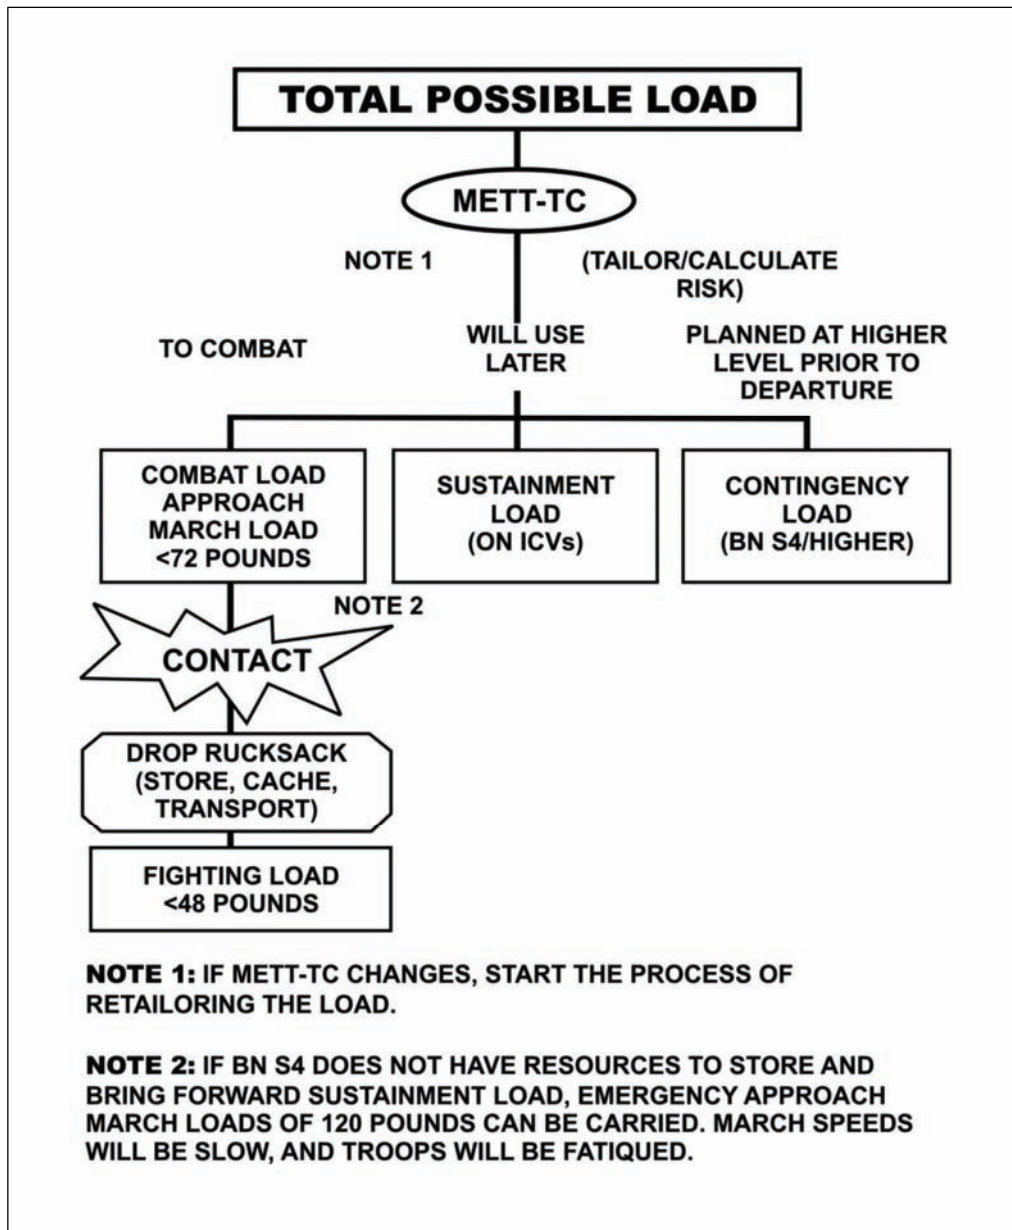 TOTAL POSSIBLE LOAD
METT-TC
NOTE 1
(TAILOR/CALCULATE
RISK)
TO COMBAT
WILL USE
LATER
PLANNED AT HIGHER
LEVEL PRIOR TO
DEPARTURE
COMBAT LOAD
APPROACH
MARCH LOAD
<72 POUNDS
SUSTAINMENT
LOAD
(ON ICVs)
CONTINGENCY
LOAD
(BN S4/HIGHER)
NOTE 2
CONTACT
DROP RUCKSACK
(STORE, CACHE,
TRANSPORT)
FIGHTING LOAD
<48 POUNDS
NOTE 1: IF METT-TC CHANGES, START THE PROCESS OF
RETAILORING THE LOAD.
NOTE 2: IF BN S4 DOES NOT HAVE RESOURCES TO STORE AND
BRING FORWARD SUSTAINMENT LOAD, EMERGENCY APPROACH
MARCH LOADS OF 120 POUNDS CAN BE CARRIED. MARCH SPEEDS
WILL BE SLOW, AND TROOPS WILL BE FATIQUED.